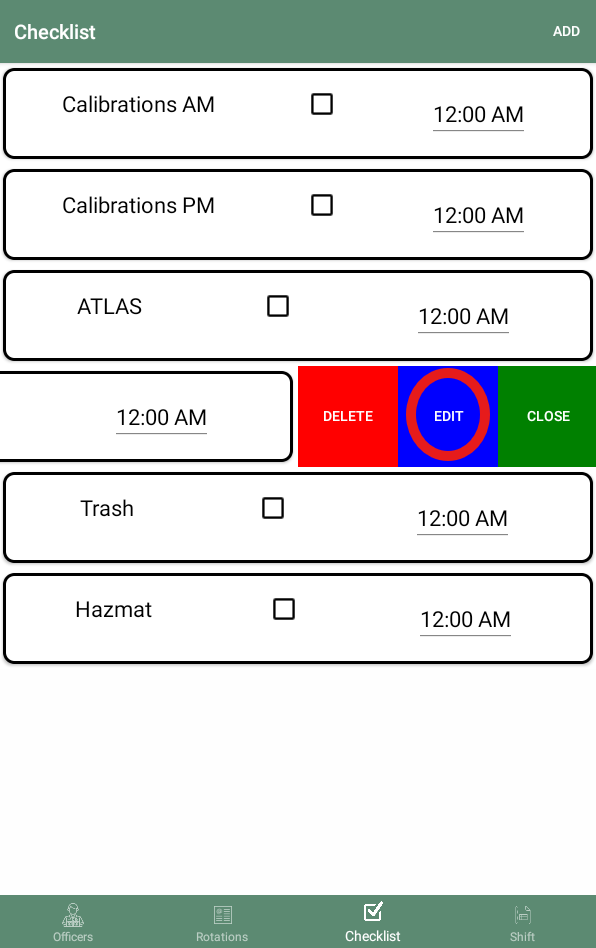 Checklist ADD
Calibrations AM 12:00 AM
Calibrations PM 12:00 AM
ATLAS 12:00 AM
12:00 AM DELETE EDIT CLOSE
Trash 12:00 AM
Hazmat 12:00 AM
Officers Rotations Checklist Shift